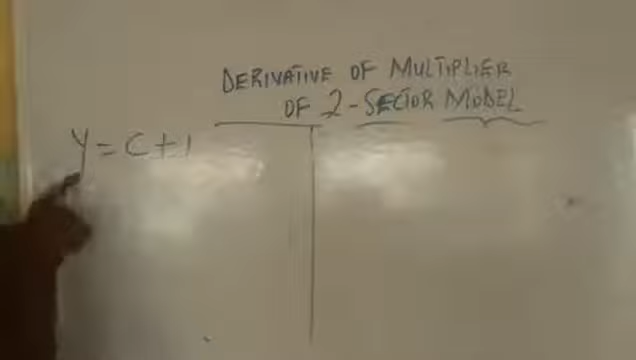 DERIVATIVE OF MULTIPLIER
OF 2-SECTOR MODEL
Y = C + I